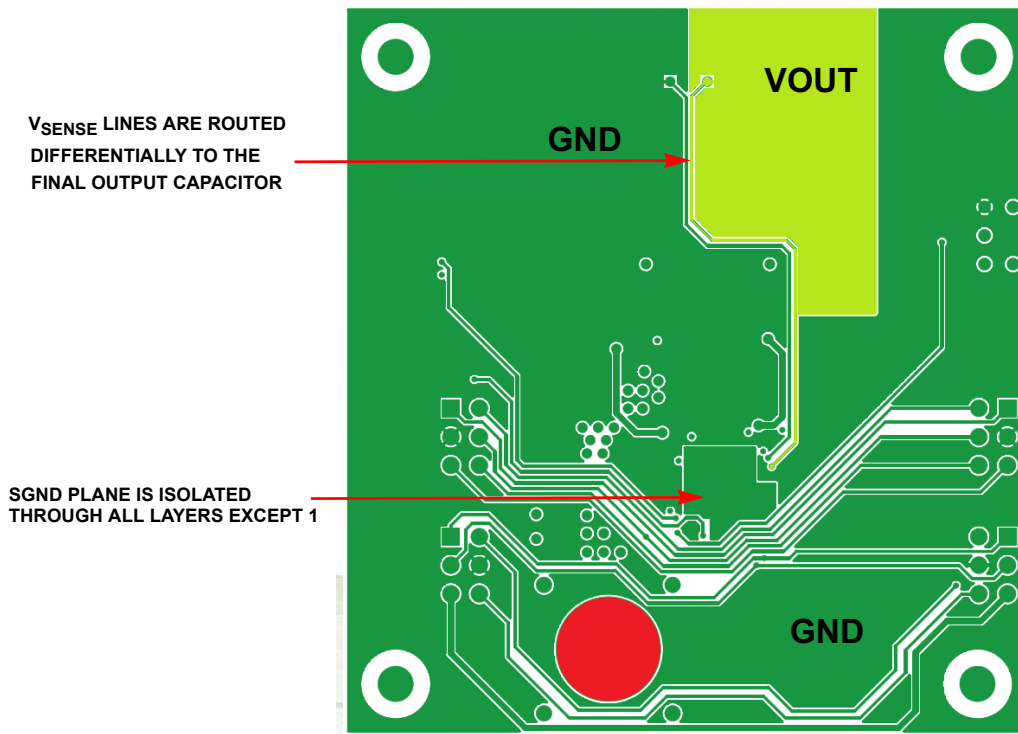 VOUT
VSENSE LINES ARE ROUTED
DIFFERENTIALLY TO THE
FINAL OUTPUT CAPACITOR
GND
SGND PLANE IS ISOLATED
THROUGH ALL LAYERS EXCEPT 1
GND